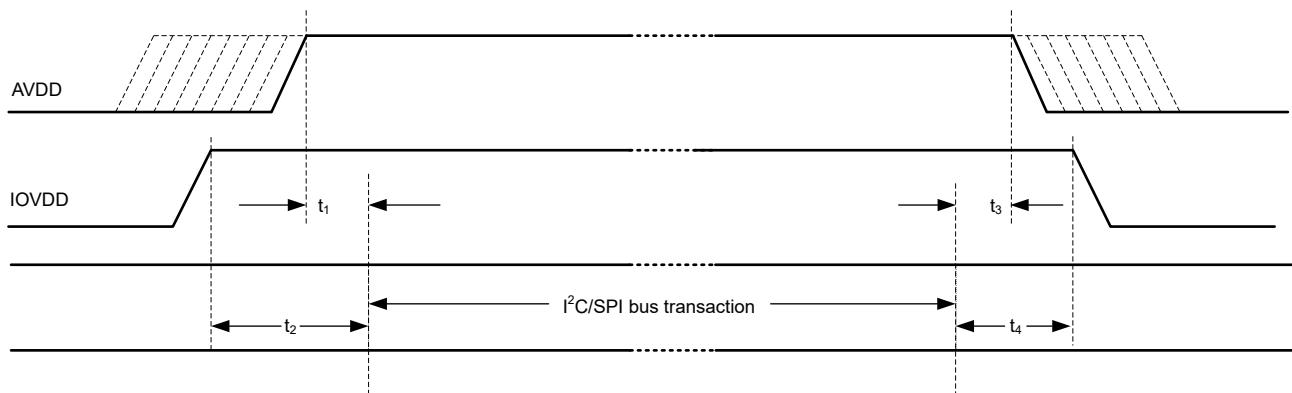 AVDD
IOVDD
t₁
t₃
I²C/SPI bus transaction
t₂
t₄